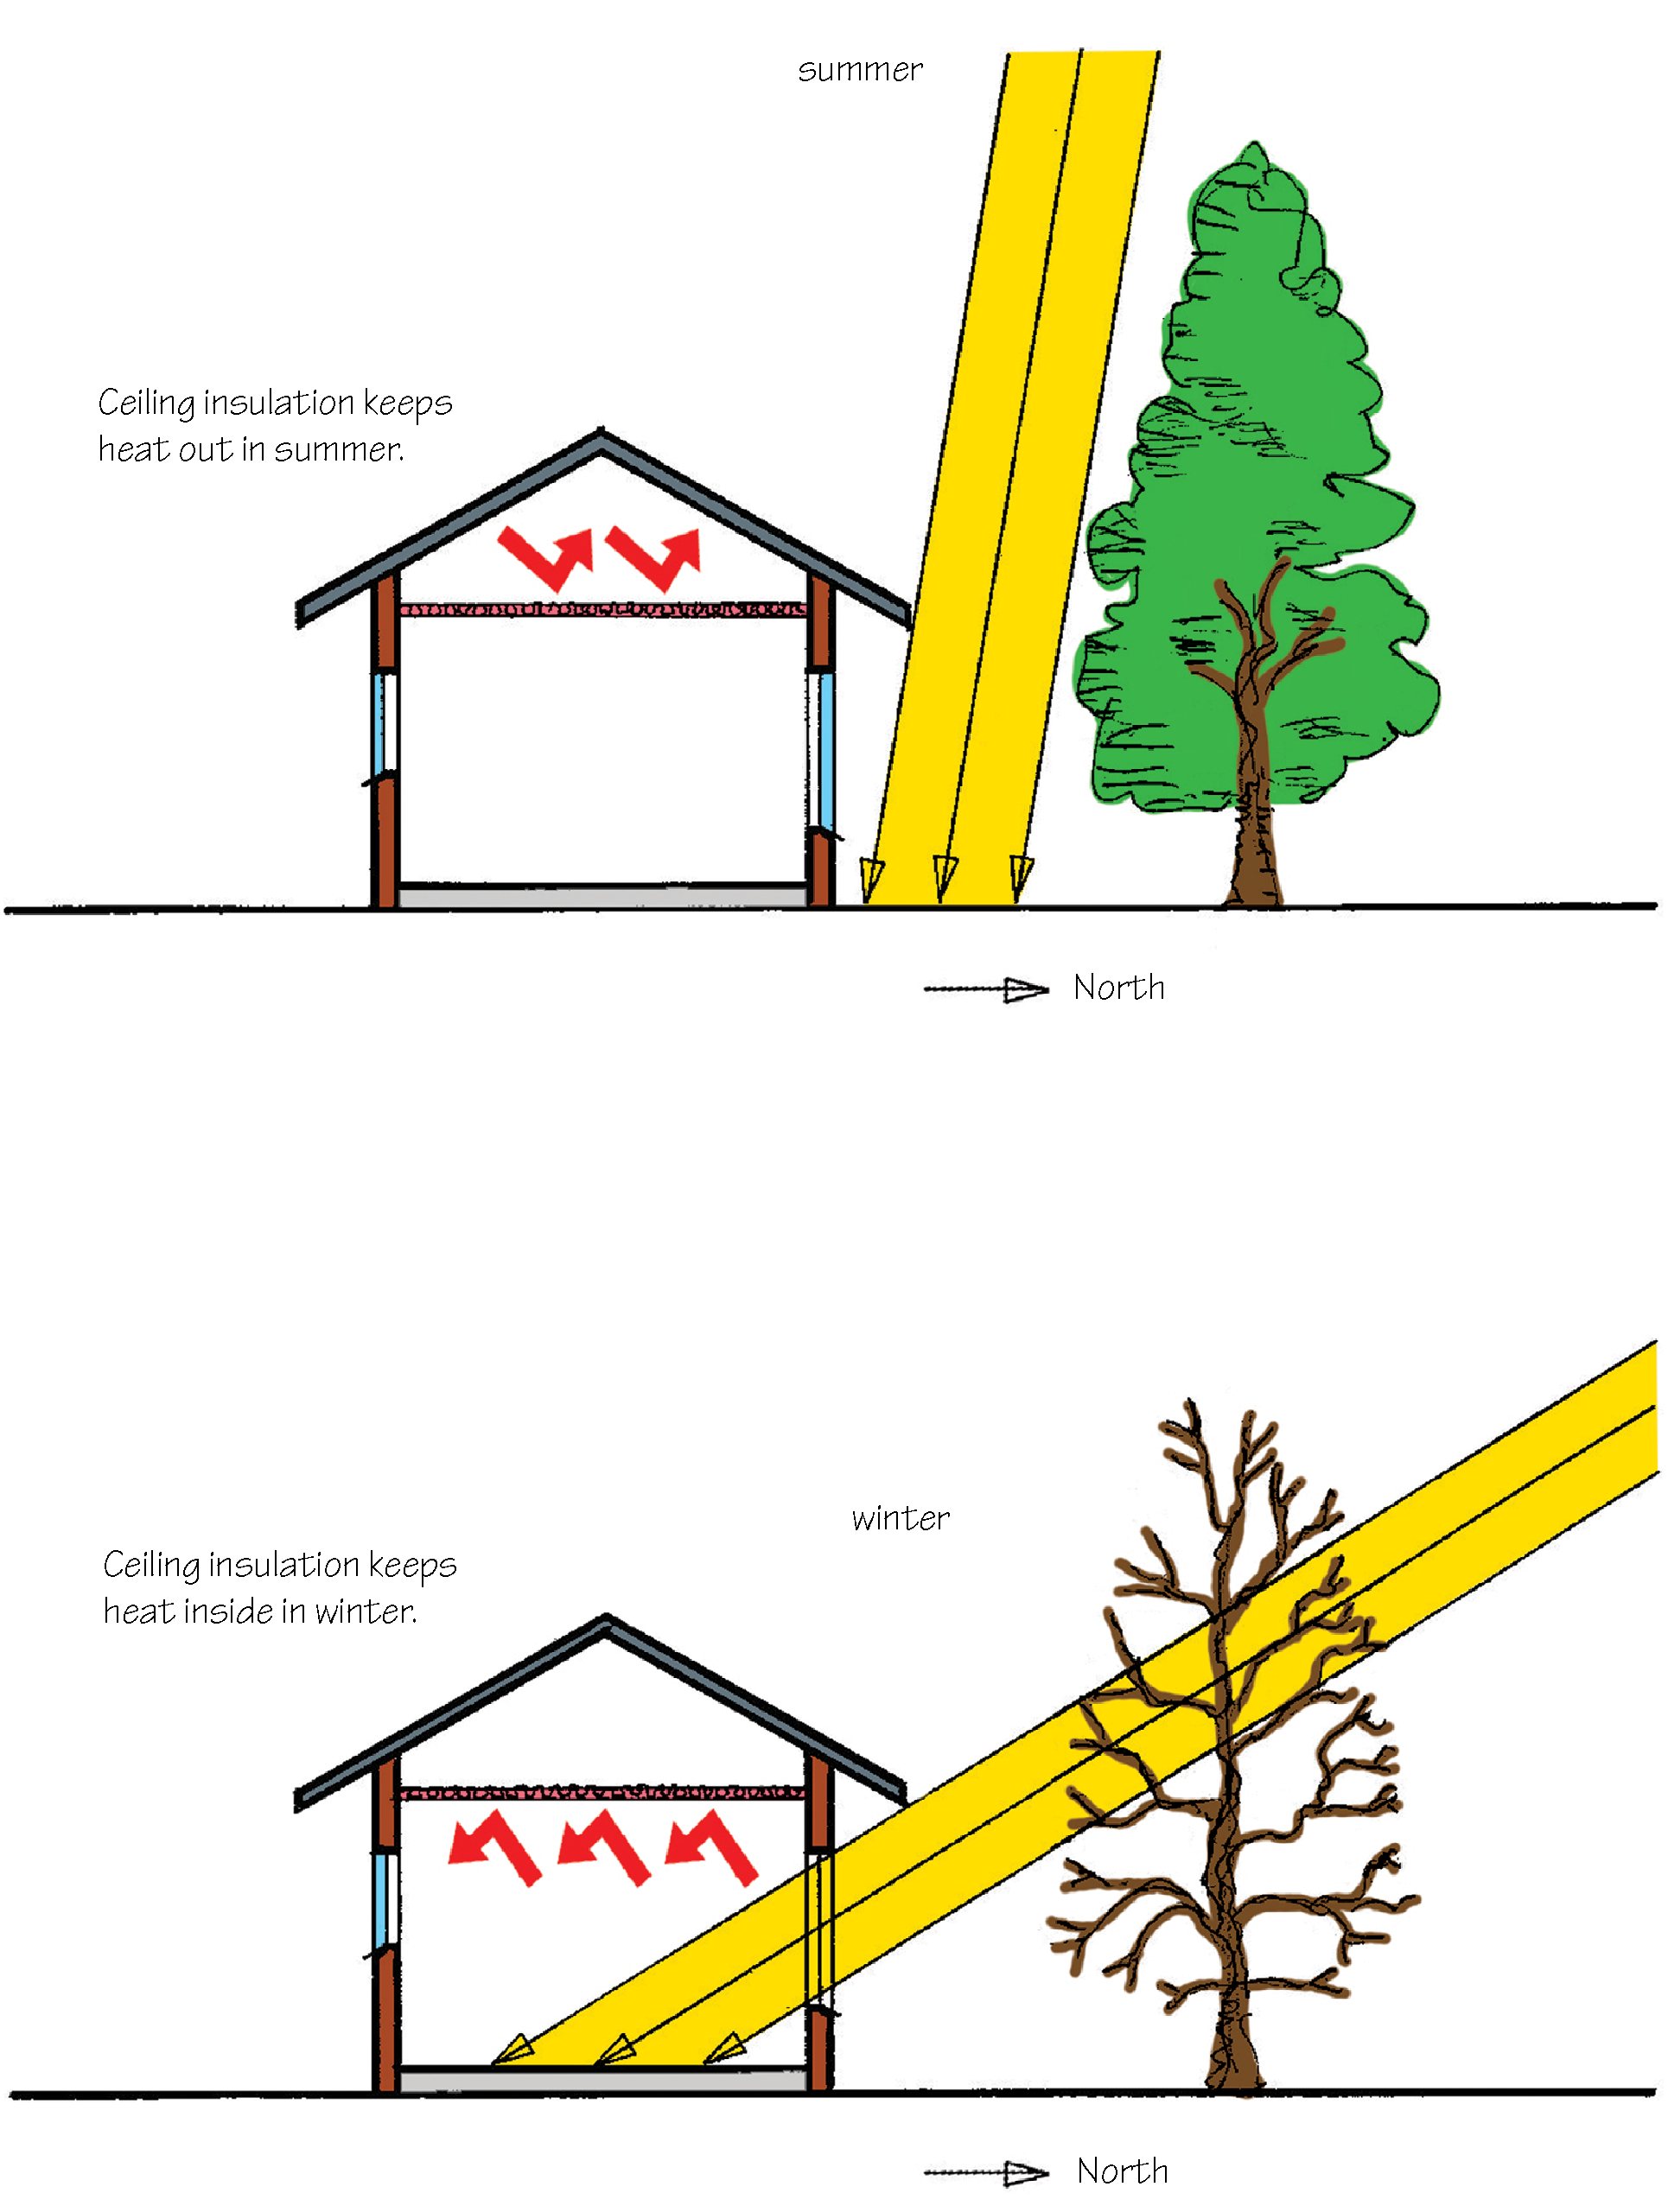 summer
Ceiling insulation keeps
heat out in summer.
North
winter
Ceiling insulation keeps
heat inside in winter.
North